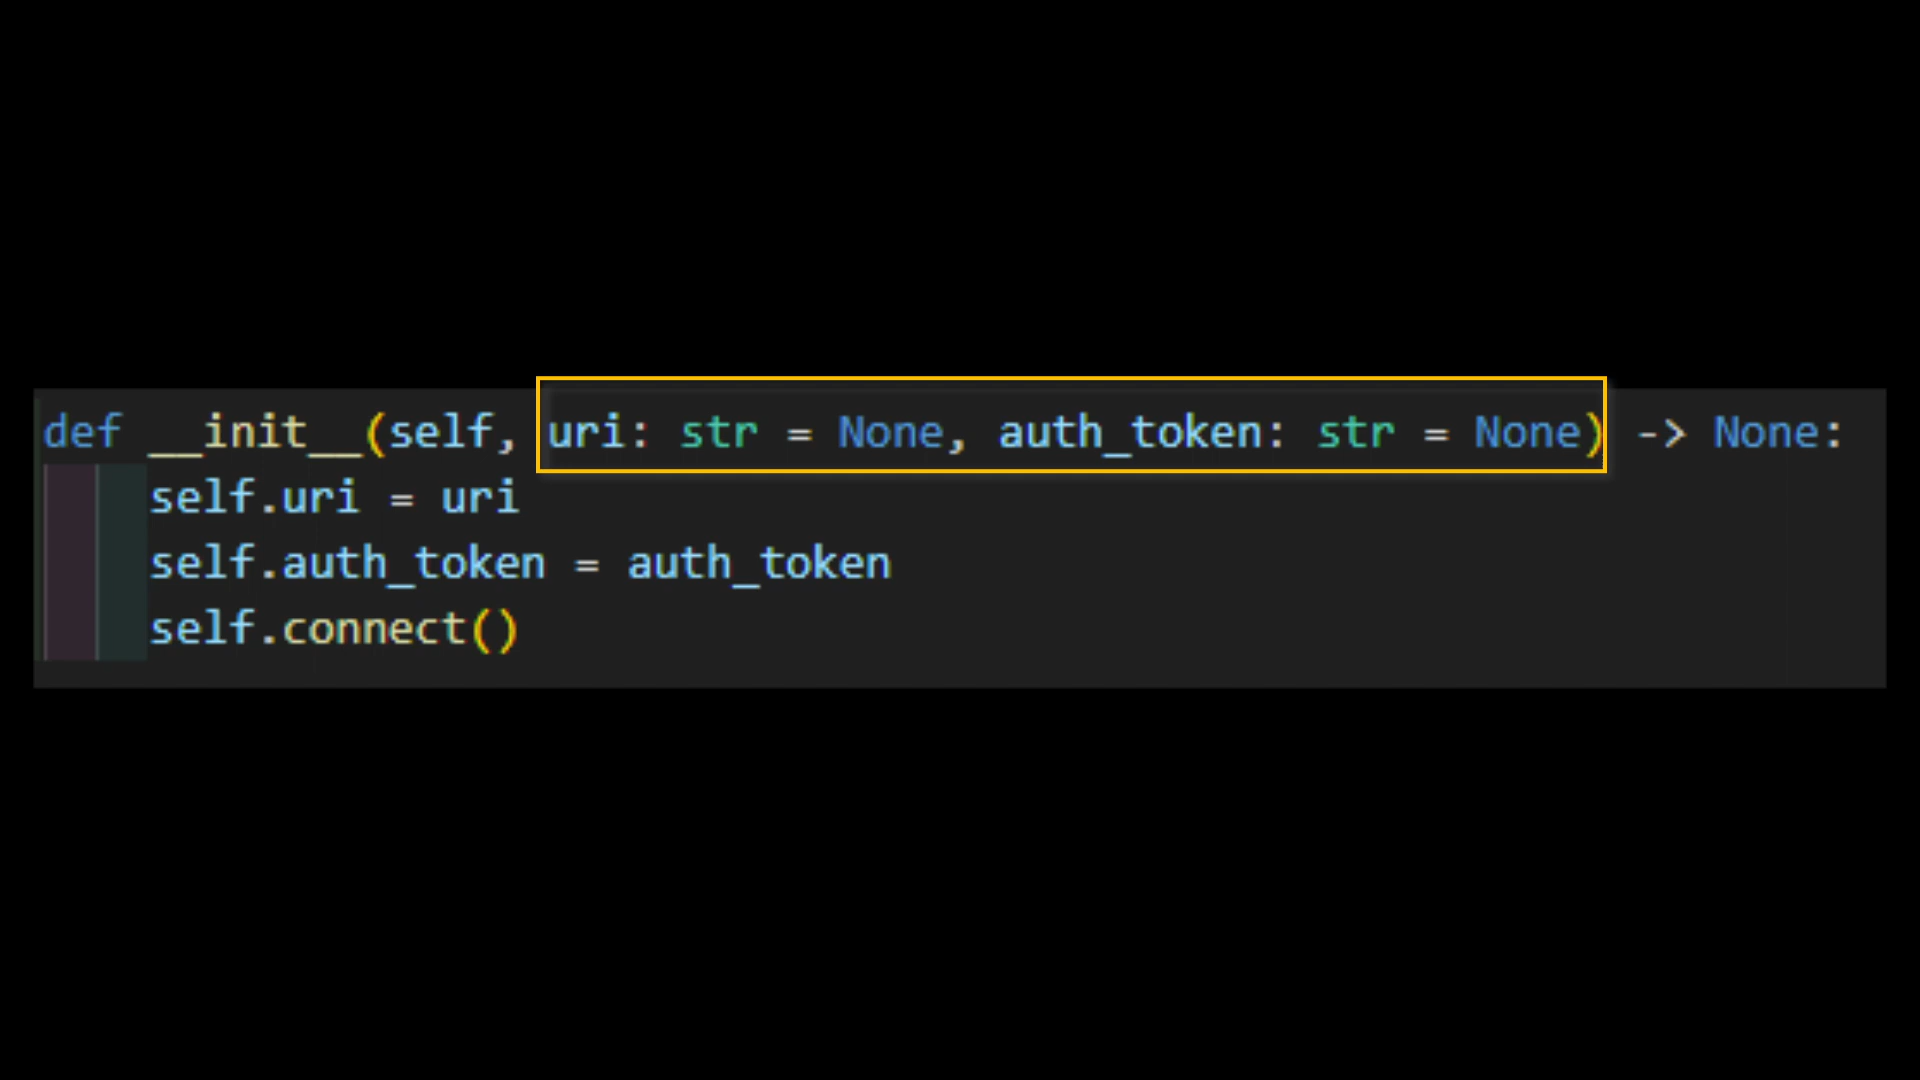 def __init__(self, uri: str = None, auth_token: str = None) -> None:
    self.uri = uri
    self.auth_token = auth_token
    self.connect()